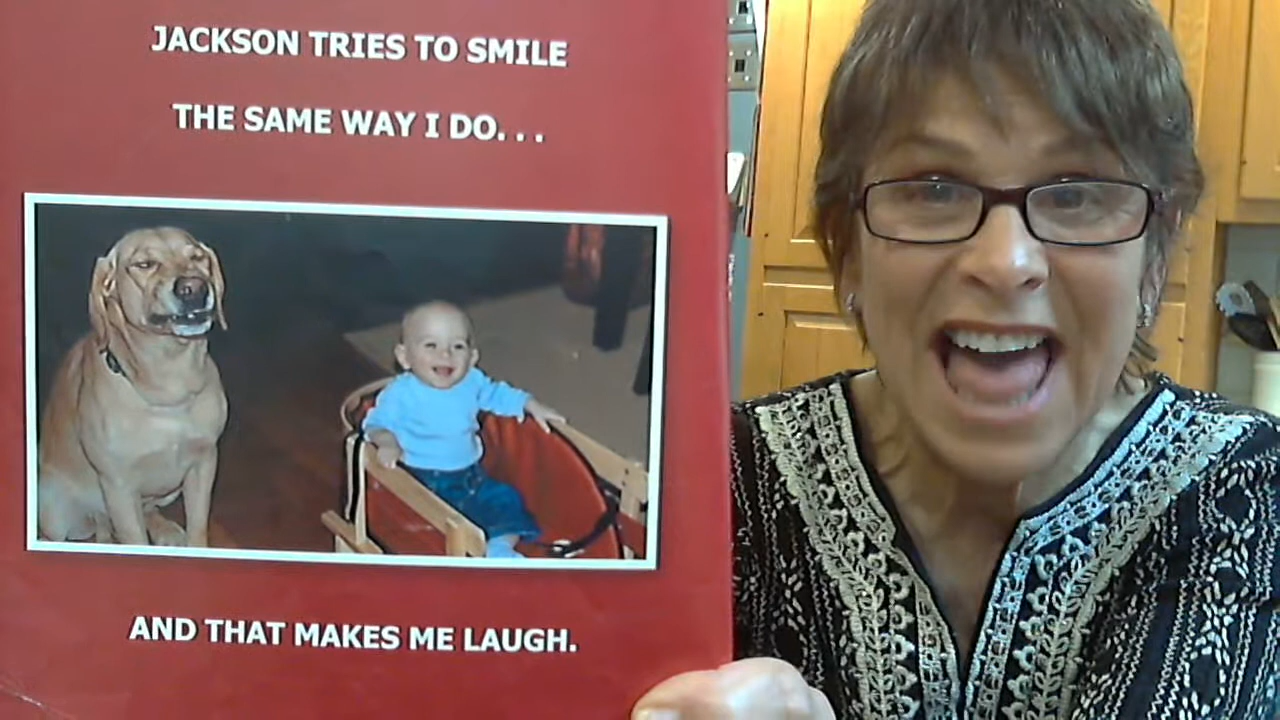 JACKSON TRIES TO SMILE
THE SAME WAY I DO. . .
AND THAT MAKES ME LAUGH.